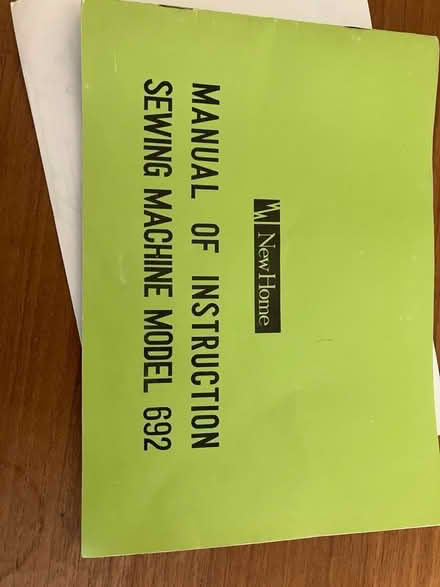 New Home
MANUAL OF INSTRUCTION
SEWING MACHINE MODEL 692